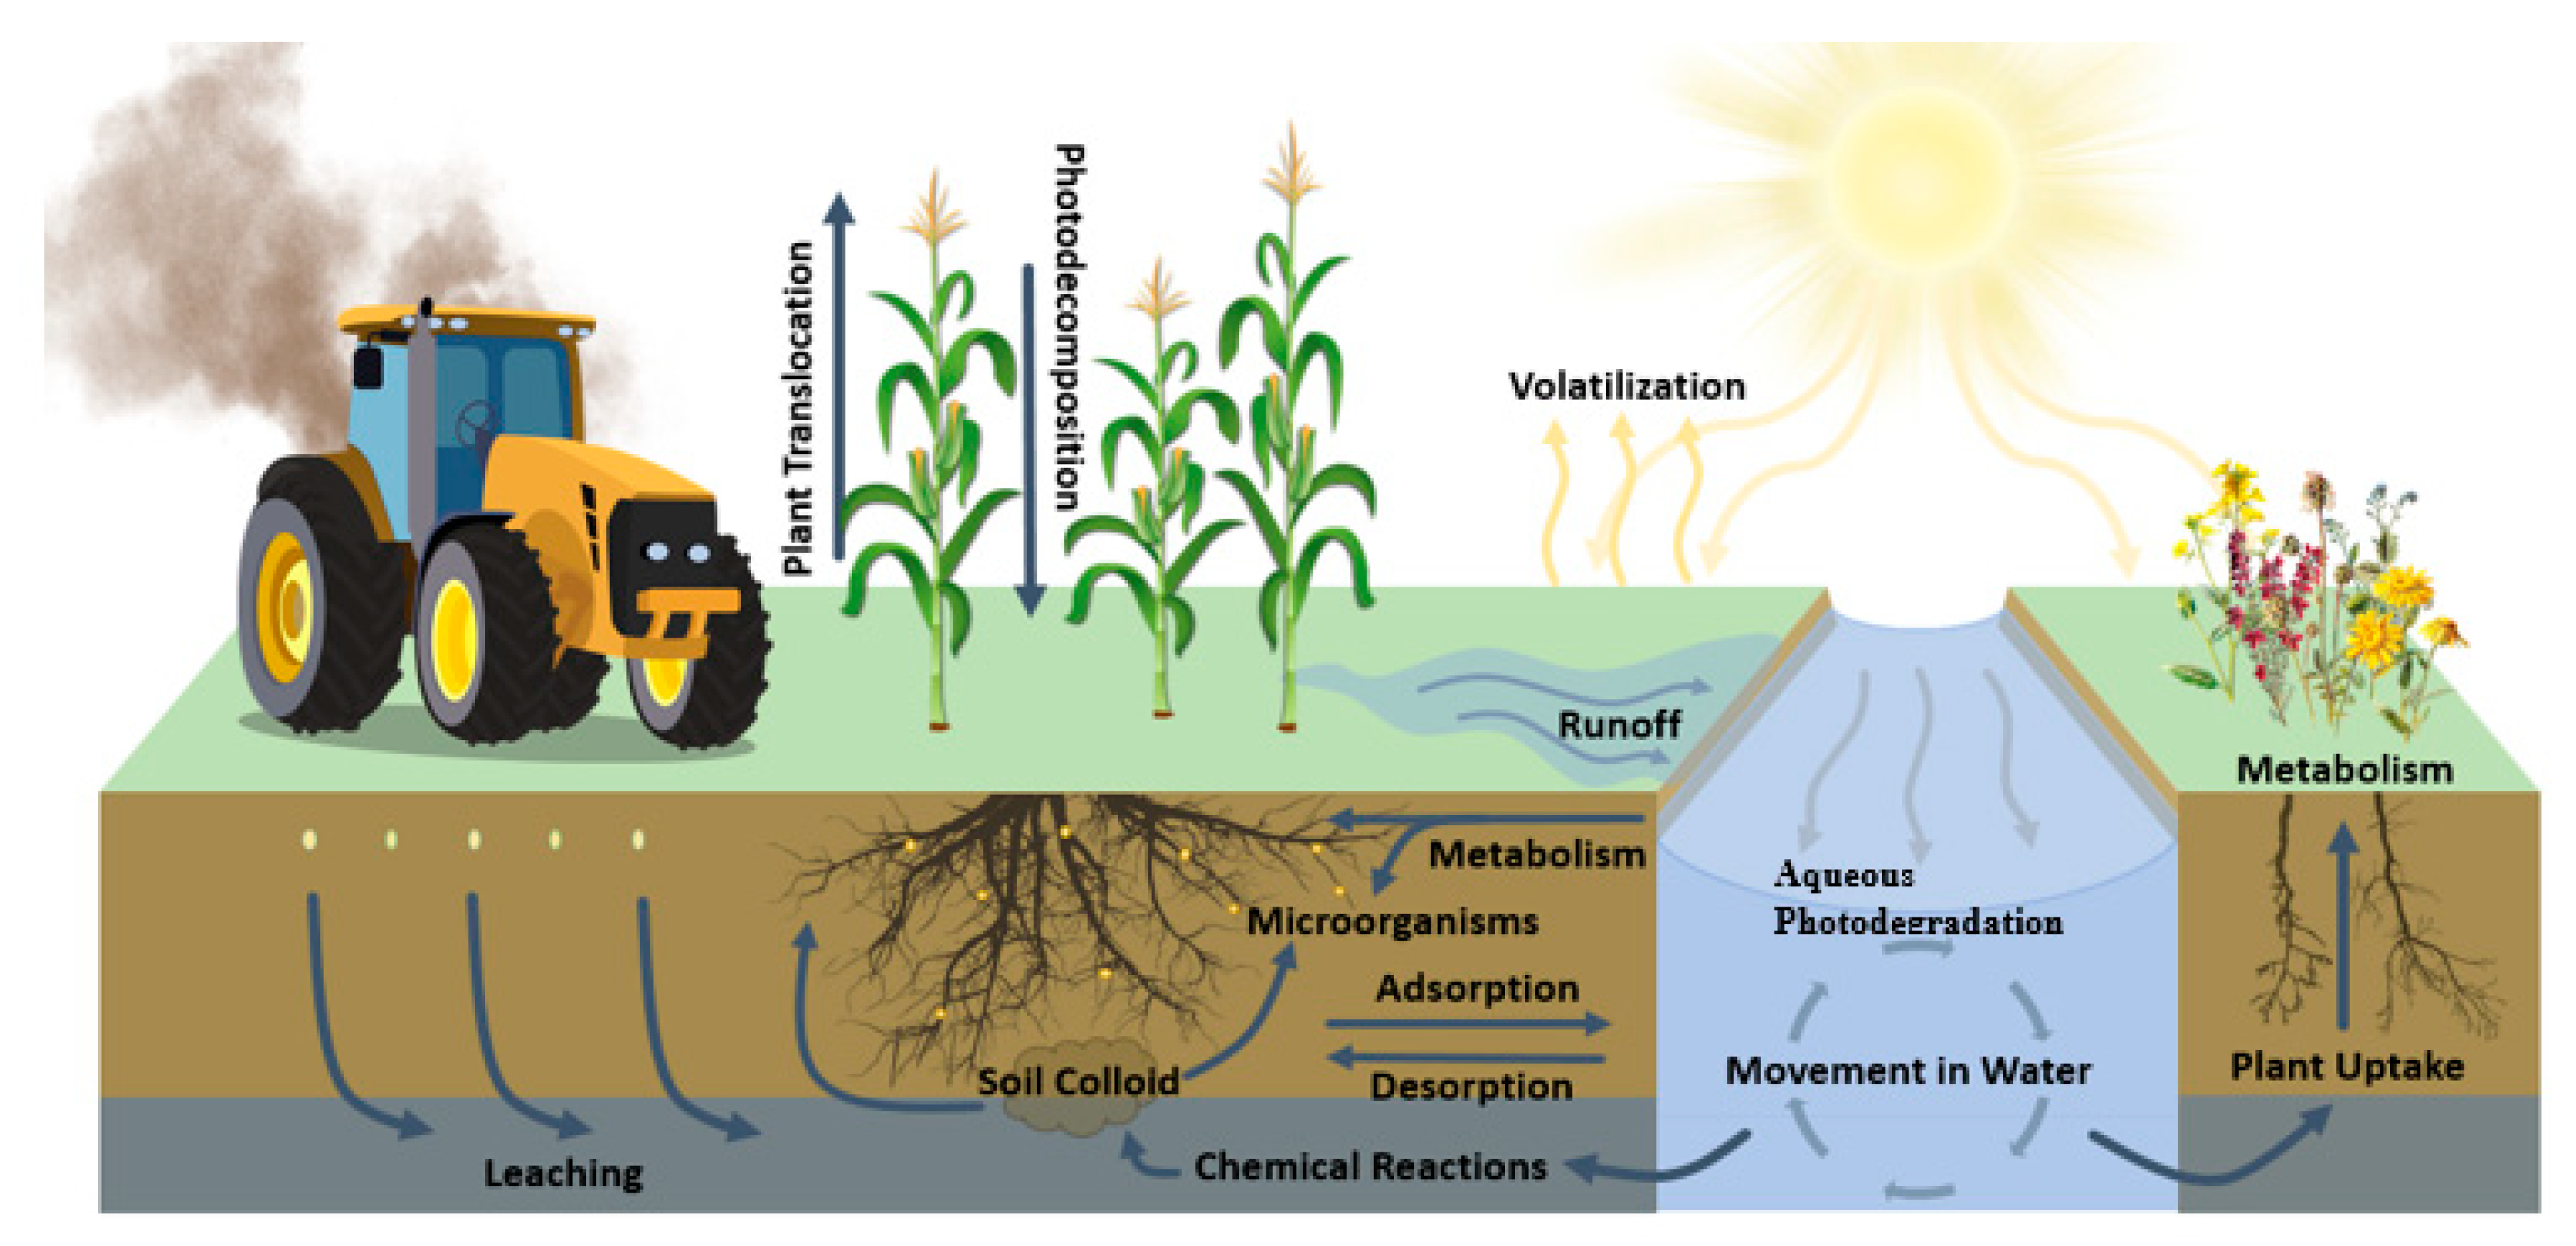 Plant Translocation
Photodecomposition
Volatilization
Runoff
Metabolism
Metabolism
Microorganisms
Aqueous
Photodegradation
Adsorption
Desorption
Soil Colloid
Movement in Water
Plant Uptake
Chemical Reactions
Leaching